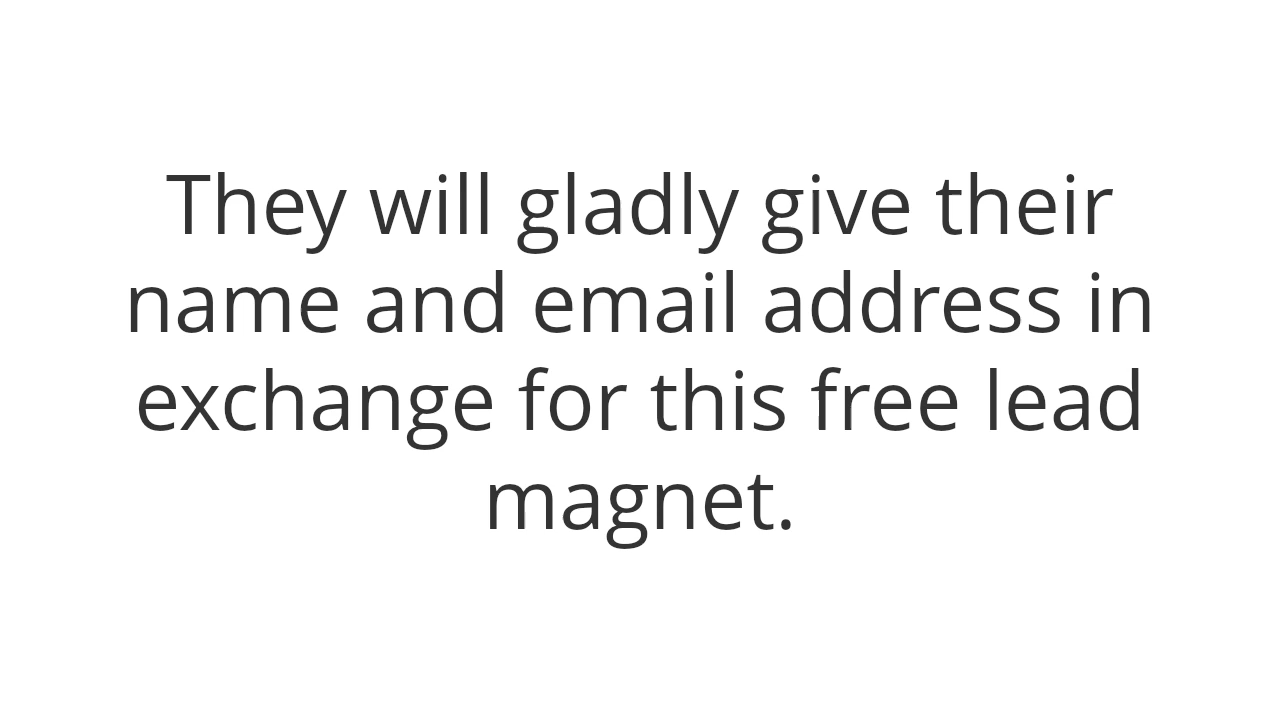 They will gladly give their
name and email address in
exchange for this free lead
magnet.